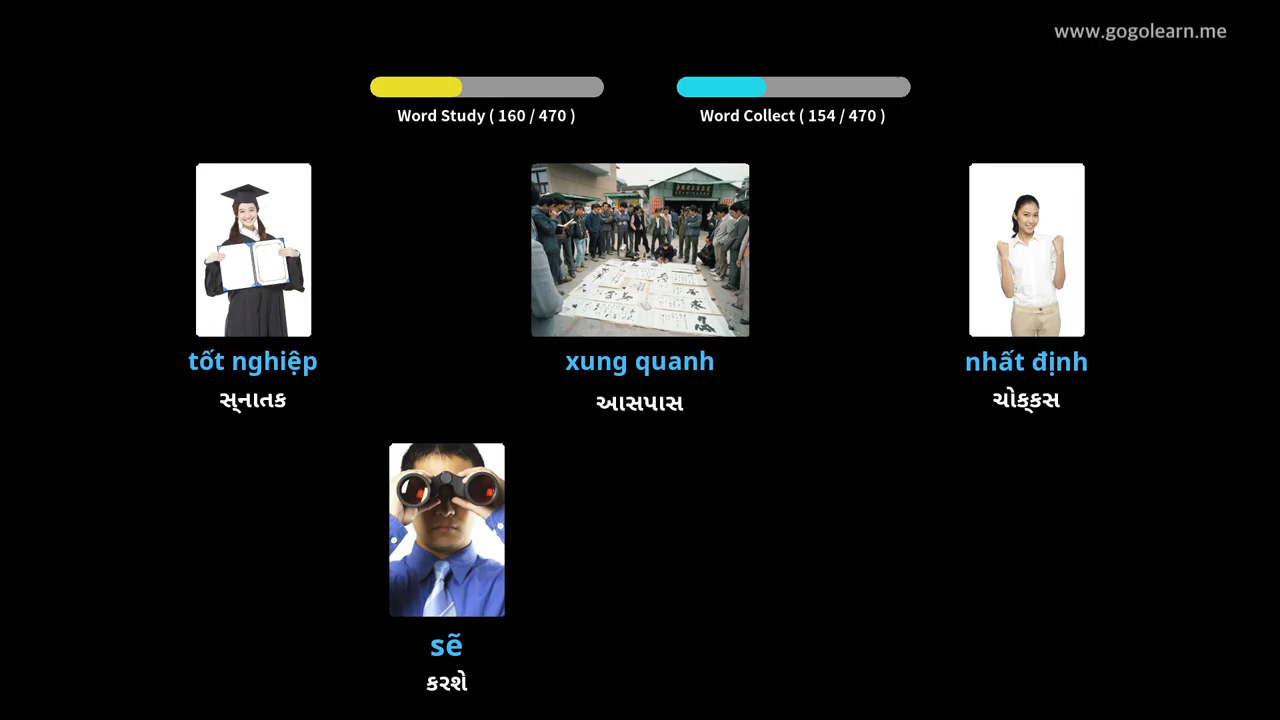 www.gogolearn.me
Word Study ( 160 / 470 )
Word Collect ( 154 / 470 )
tốt nghiệp
સ્નાતક
xung quanh
આસપાસ
nhất định
ચોક્કસ
sẽ
કરશે